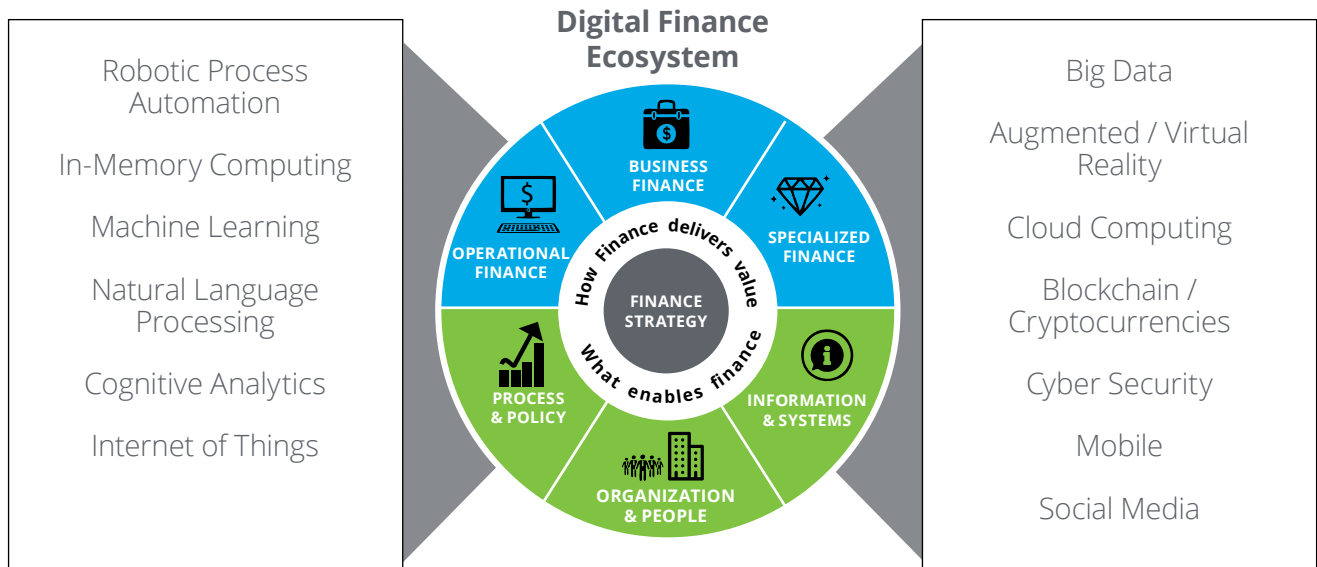 Digital Finance
Ecosystem
Robotic Process
Automation
In-Memory Computing
Machine Learning
Natural Language
Processing
Cognitive Analytics
Internet of Things
$
BUSINESS
FINANCE
$
OPERATIONAL
FINANCE
SPECIALIZED
FINANCE
How Finance delivers value
FINANCE
STRATEGY
What enables finance
PROCESS
& POLICY
i
INFORMATION
& SYSTEMS
ORGANIZATION
& PEOPLE
Big Data
Augmented / Virtual
Reality
Cloud Computing
Blockchain /
Cryptocurrencies
Cyber Security
Mobile
Social Media